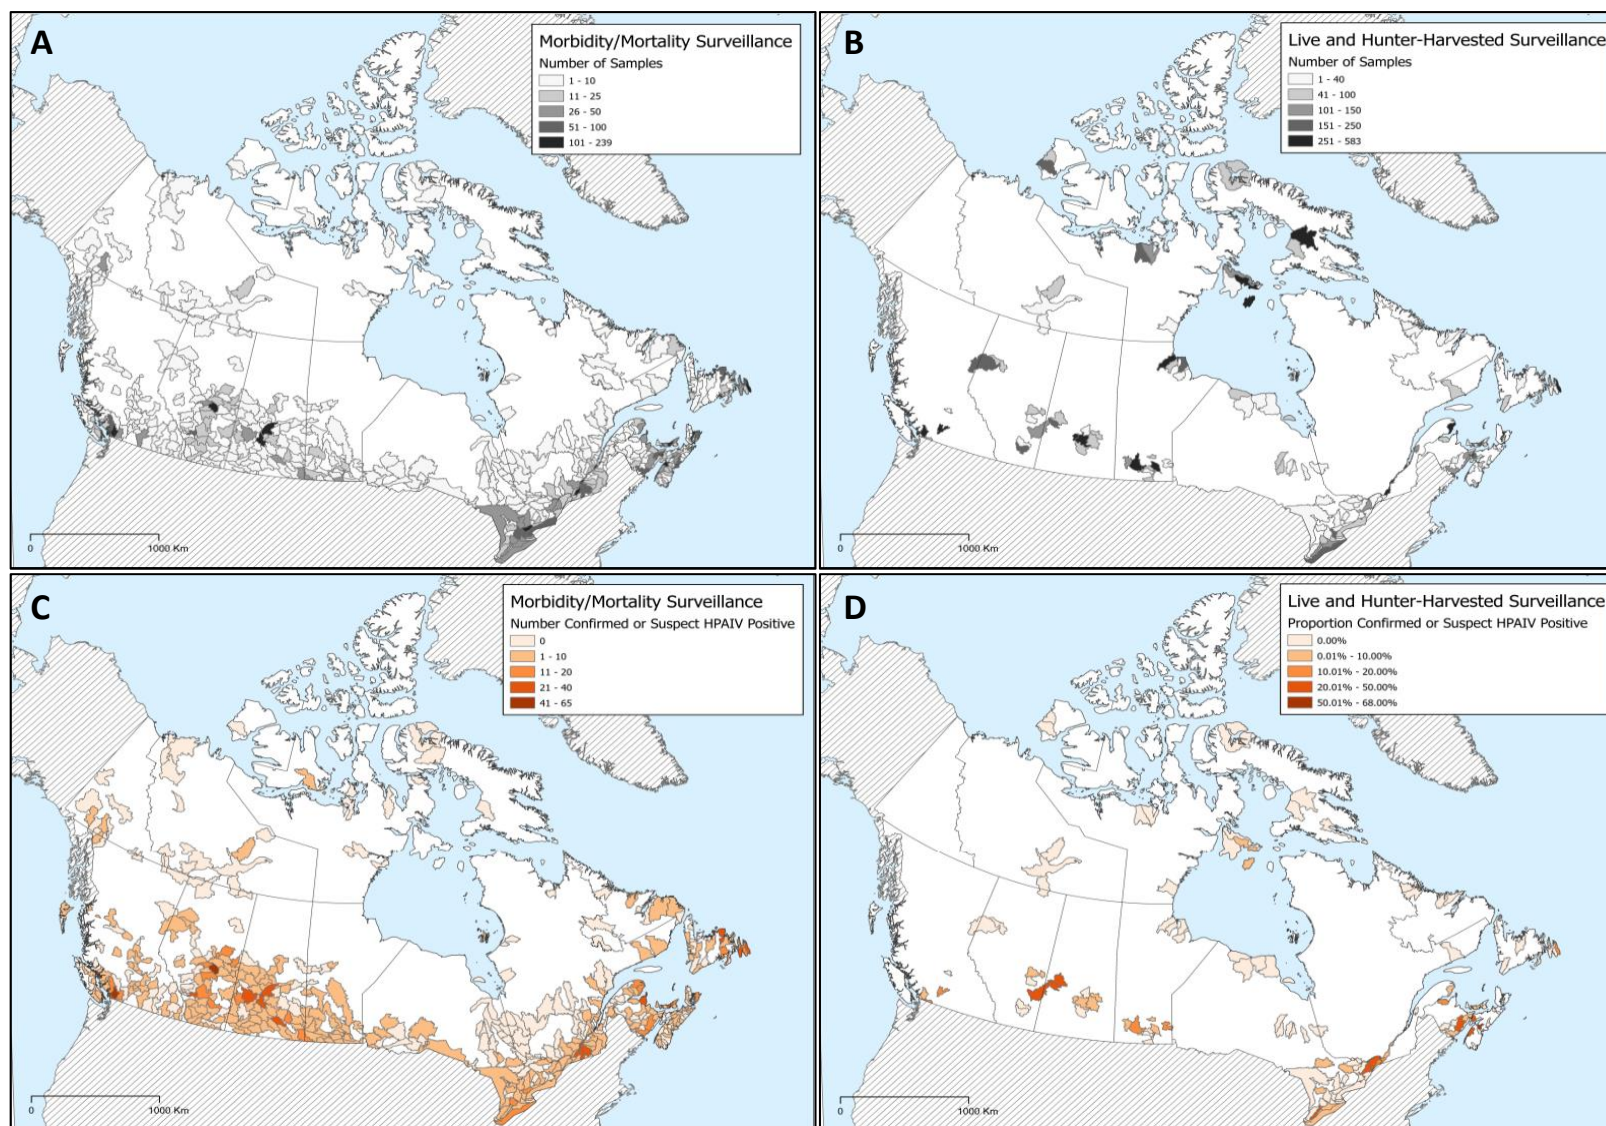 A
Morbidity/Mortality Surveillance
Number of Samples
1 - 10
11 - 25
26 - 50
51 - 100
101 - 239
0
1000 Km
B
Live and Hunter-Harvested Surveillance
Number of Samples
1 - 40
41 - 100
101 - 150
151 - 250
251 - 583
0
1000 Km
C
Morbidity/Mortality Surveillance
Number Confirmed or Suspect HPAIV Positive
0
1 - 10
11 - 20
21 - 40
41 - 65
0
1000 Km
D
Live and Hunter-Harvested Surveillance
Proportion Confirmed or Suspect HPAIV Positive
0.00%
0.01% - 10.00%
10.01% - 20.00%
20.01% - 50.00%
50.01% - 68.00%
0
1000 Km